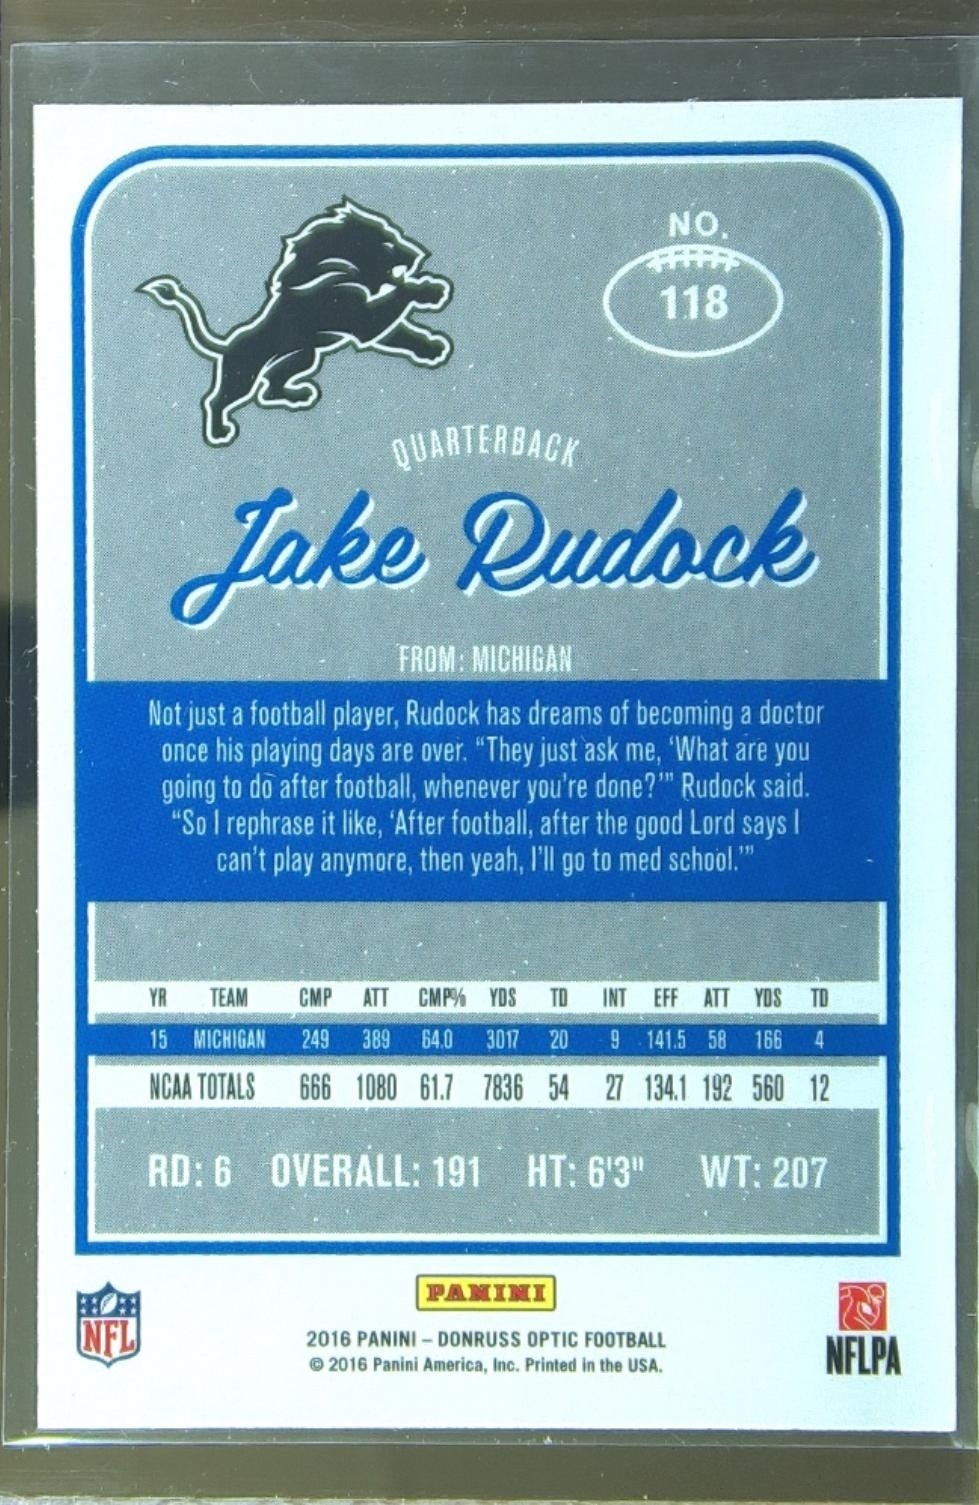 NO.
118
QUARTERBACK
Jake Rudock
FROM: MICHIGAN
Not just a football player, Rudock has dreams of becoming a doctor
once his playing days are over. “They just ask me, ‘What are you
going to do after football, whenever you’re done?’” Rudock said.
“So I rephrase it like, ‘After football, after the good Lord says I
can’t play anymore, then yeah, I’ll go to med school.’”
YR TEAM CMP ATT CMP% YDS TD INT EFF ATT YDS TD
15 MICHIGAN 249 389 64.0 3017 20 9 141.5 58 166 4
NCAA TOTALS 666 1080 61.7 7836 54 27 134.1 192 560 12
RD: 6 OVERALL: 191 HT: 6'3" WT: 207
NFL
PANINI
2016 PANINI – DONRUSS OPTIC FOOTBALL
© 2016 Panini America, Inc. Printed in the USA.
NFLPA